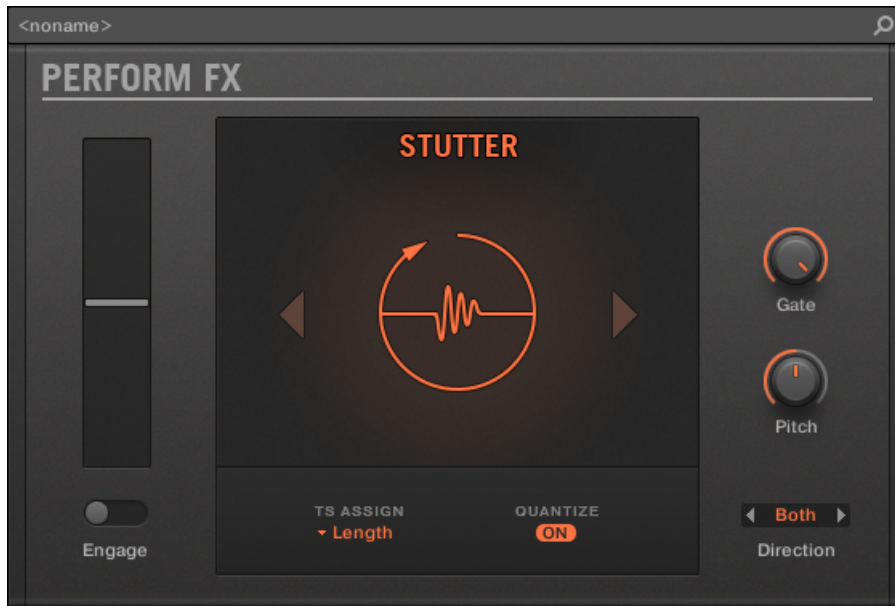 <noname>
PERFORM FX
STUTTER
Gate
Pitch
TS ASSIGN
Length
QUANTIZE
ON
Engage
Both
Direction